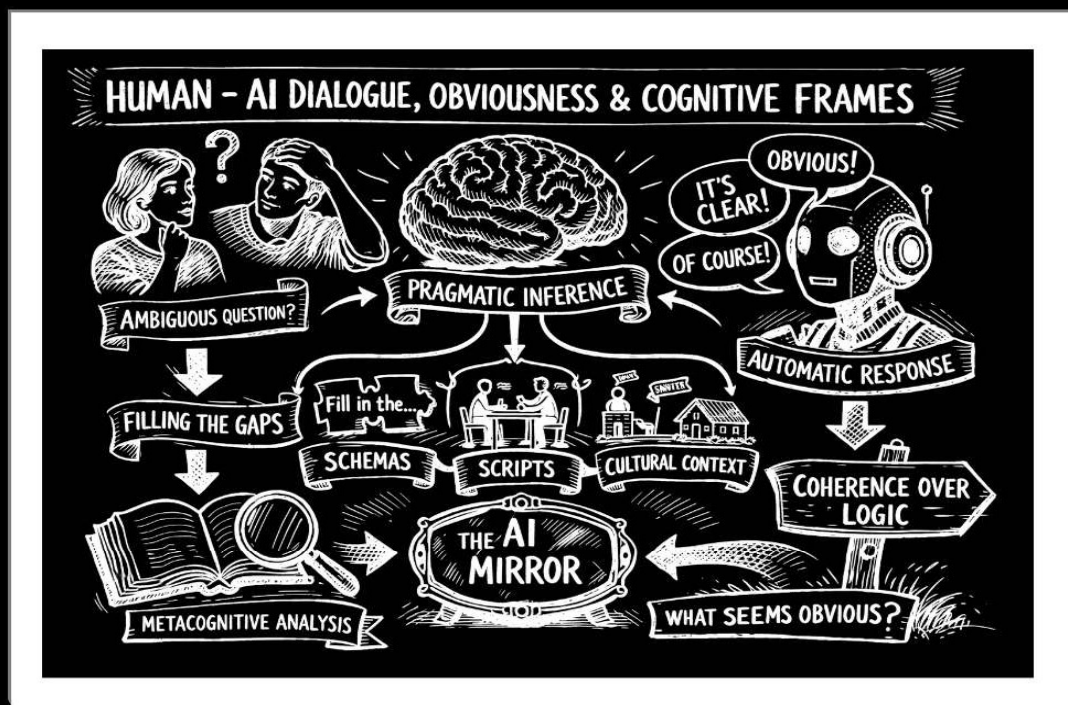 HUMAN - AI DIALOGUE, OBVIOUSNESS & COGNITIVE FRAMES
?
OBVIOUS!
IT'S
CLEAR!
OF COURSE!
AMBIGUOUS QUESTION?
PRAGMATIC INFERENCE
AUTOMATIC RESPONSE
FILLING THE GAPS
Fill in the...
SCHEMAS
SCRIPTS
CULTURAL CONTEXT
COHERENCE OVER
LOGIC
THE AI
MIRROR
METACOGNITIVE ANALYSIS
WHAT SEEMS OBVIOUS?